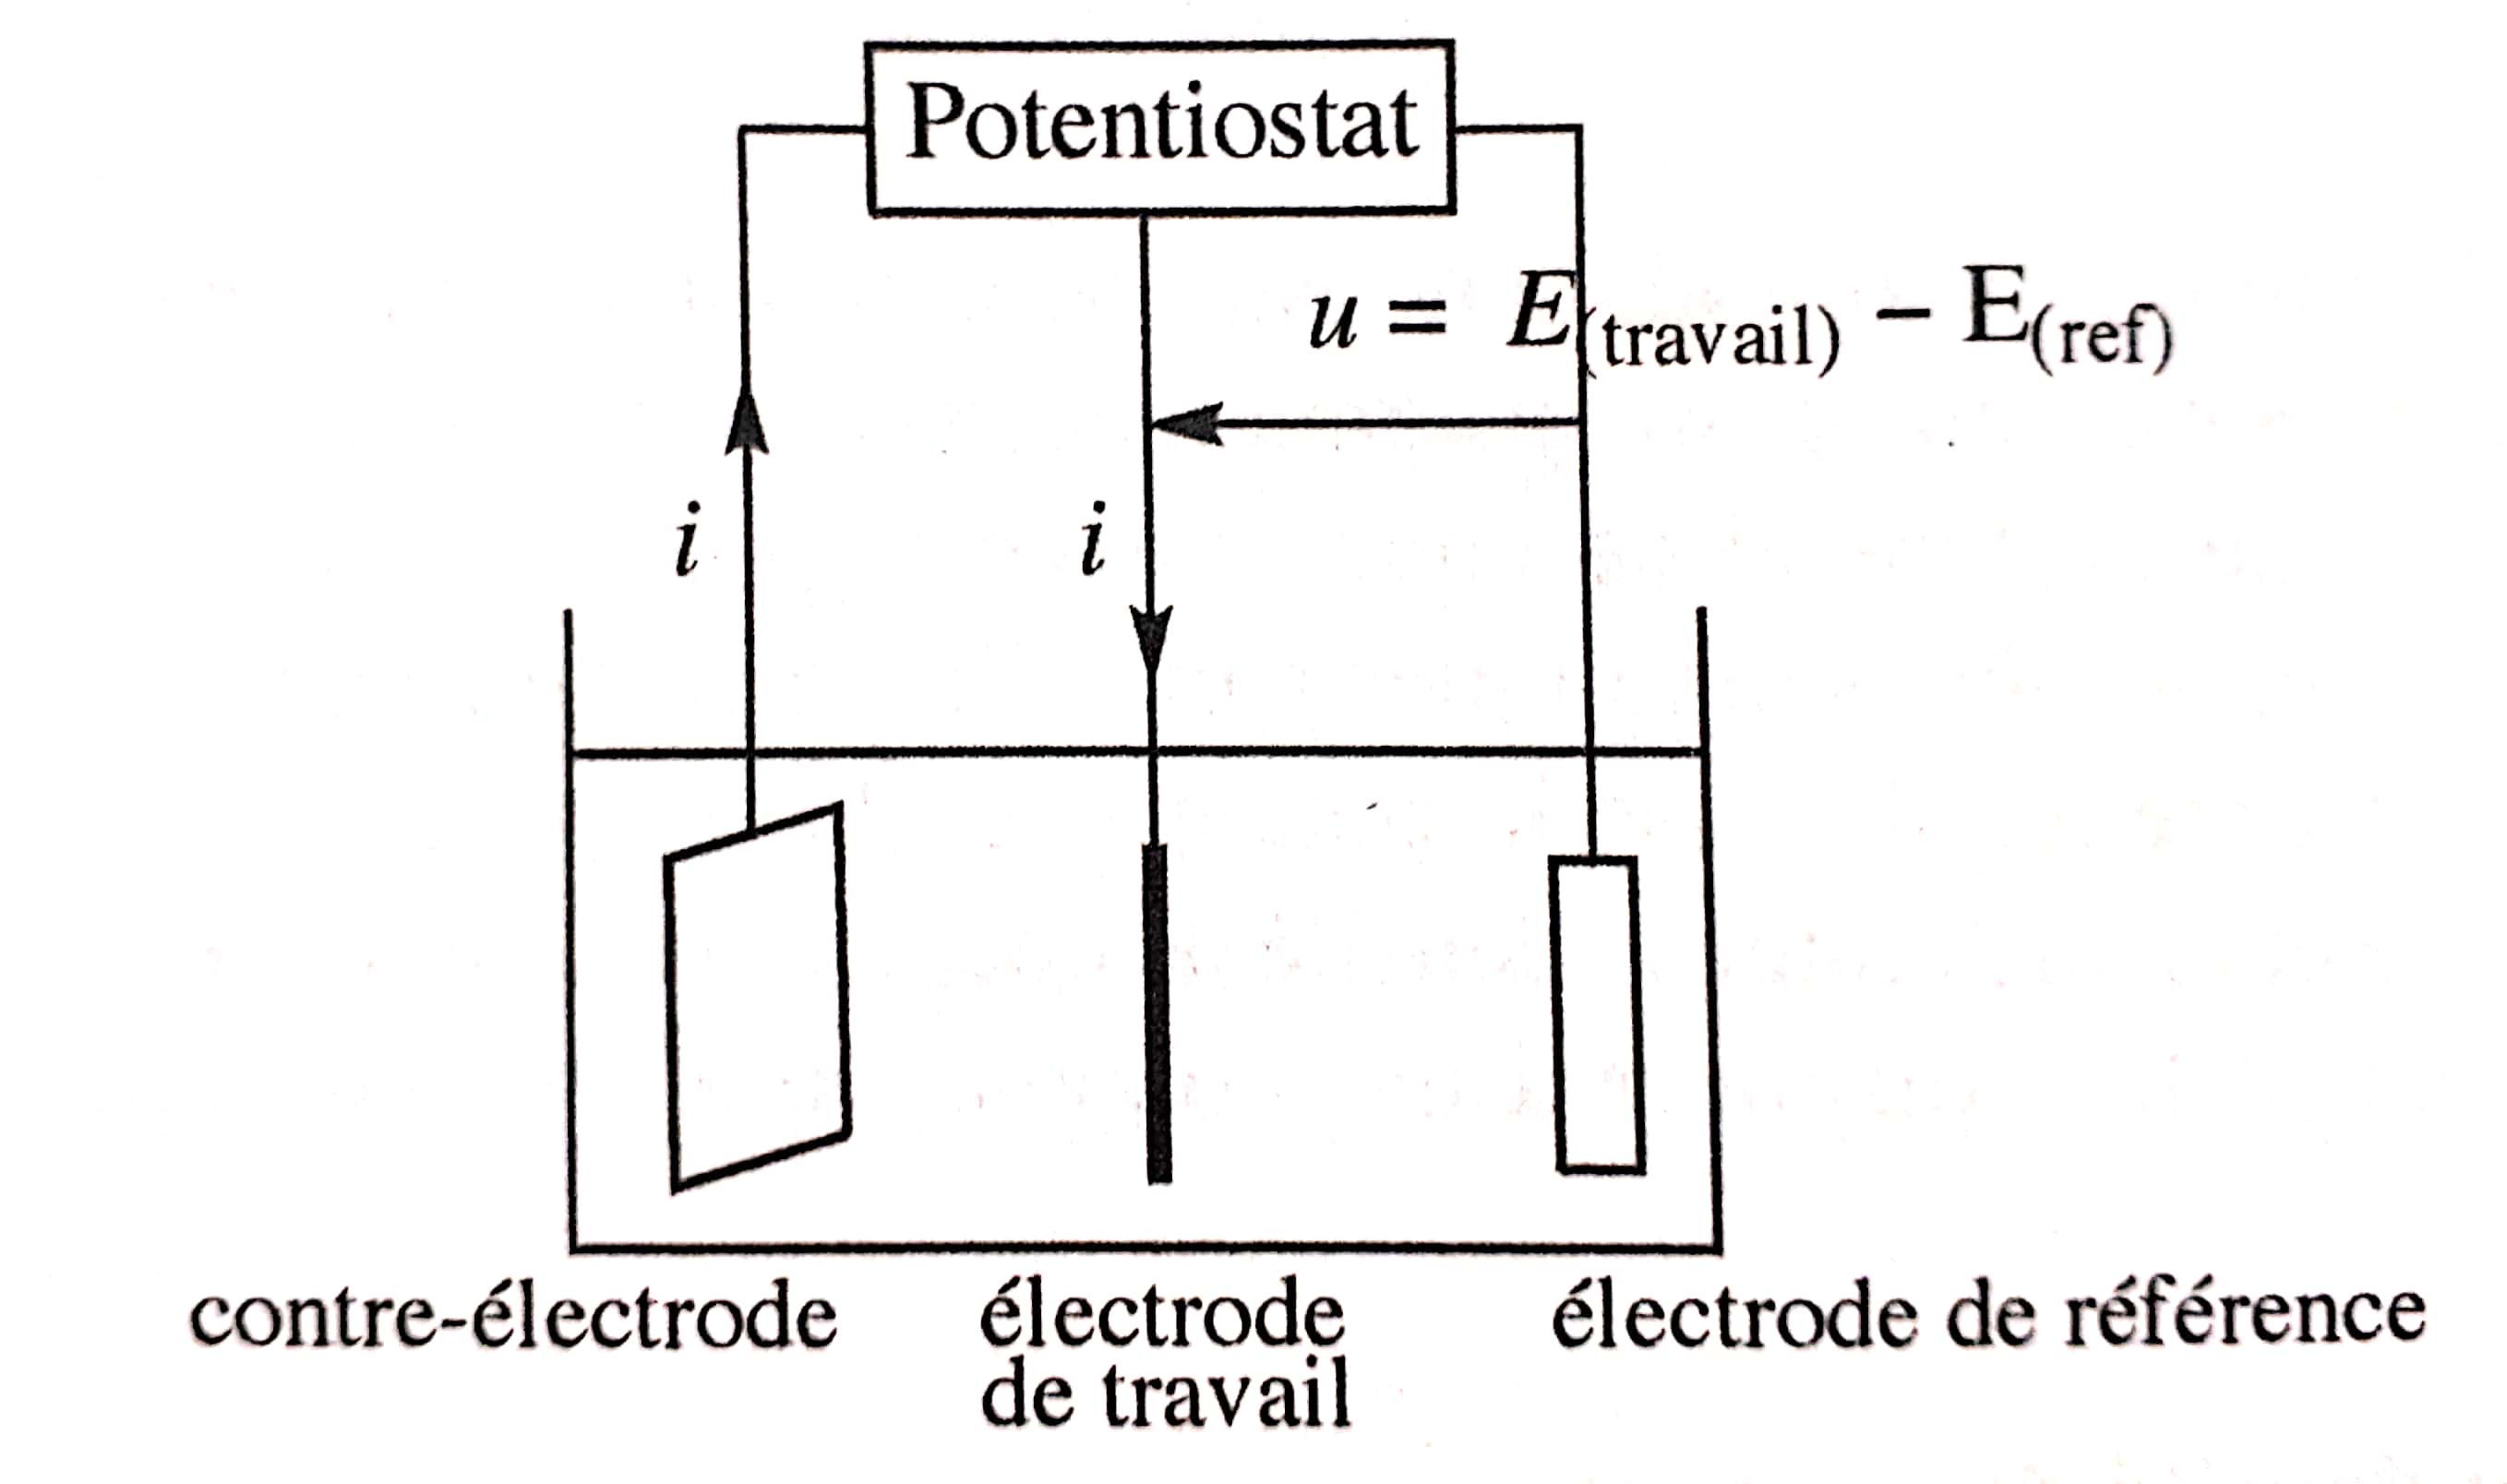 Potentiostat
u = E(travail) − E(ref)
i
i
contre-électrode
électrode
de travail
électrode de référence